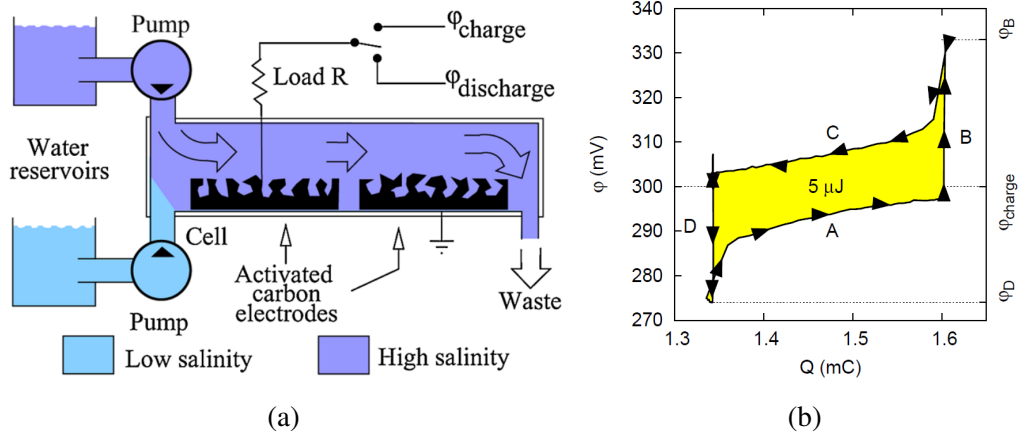 Pump
φcharge
Load R
φdischarge
Water
reservoirs
Cell
Activated
carbon
electrodes
Waste
Pump
Low salinity
High salinity
(a)
340
330
320
310
300
290
280
270
φ (mV)
1.3
1.4
1.5
1.6
Q (mC)
C
B
5 μJ
D
A
φB
φcharge
φD
(b)